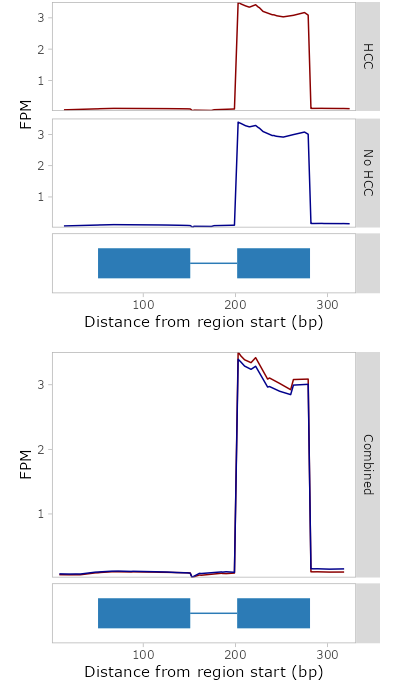 3
2
1
HCC
FPM
3
2
1
No HCC
100 200 300
Distance from region start (bp)
3
2
1
FPM
Combined
100 200 300
Distance from region start (bp)